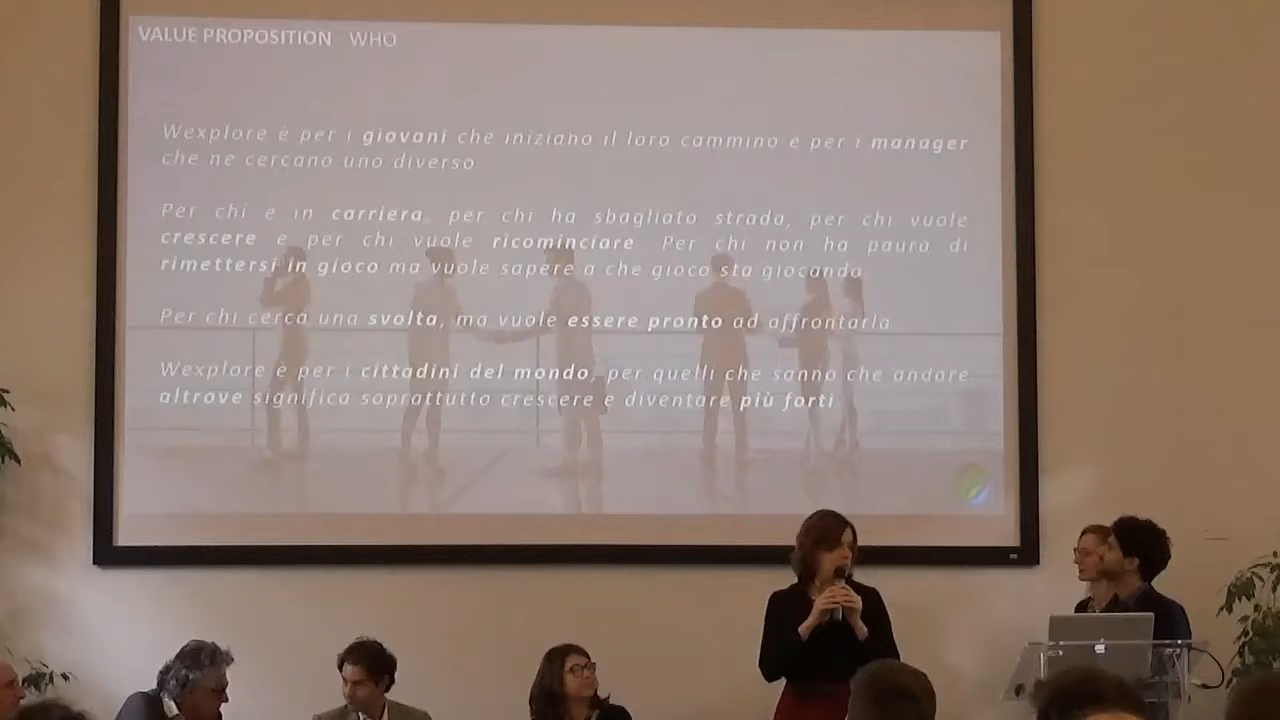 VALUE PROPOSITION WHO
Wexplore è per i giovani che iniziano il loro cammino e per i manager
che ne cercano uno diverso
Per chi è in carriera, per chi ha sbagliato strada, per chi vuole
crescere e per chi vuole ricominciare Per chi non ha paura di
rimettersi in gioco ma vuole sapere a che gioco sta giocando
Per chi cerca una svolta, ma vuole essere pronto ad affrontarla
Wexplore è per i cittadini del mondo, per quelli che sanno che andare
altrove significa soprattutto crescere e diventare più forti